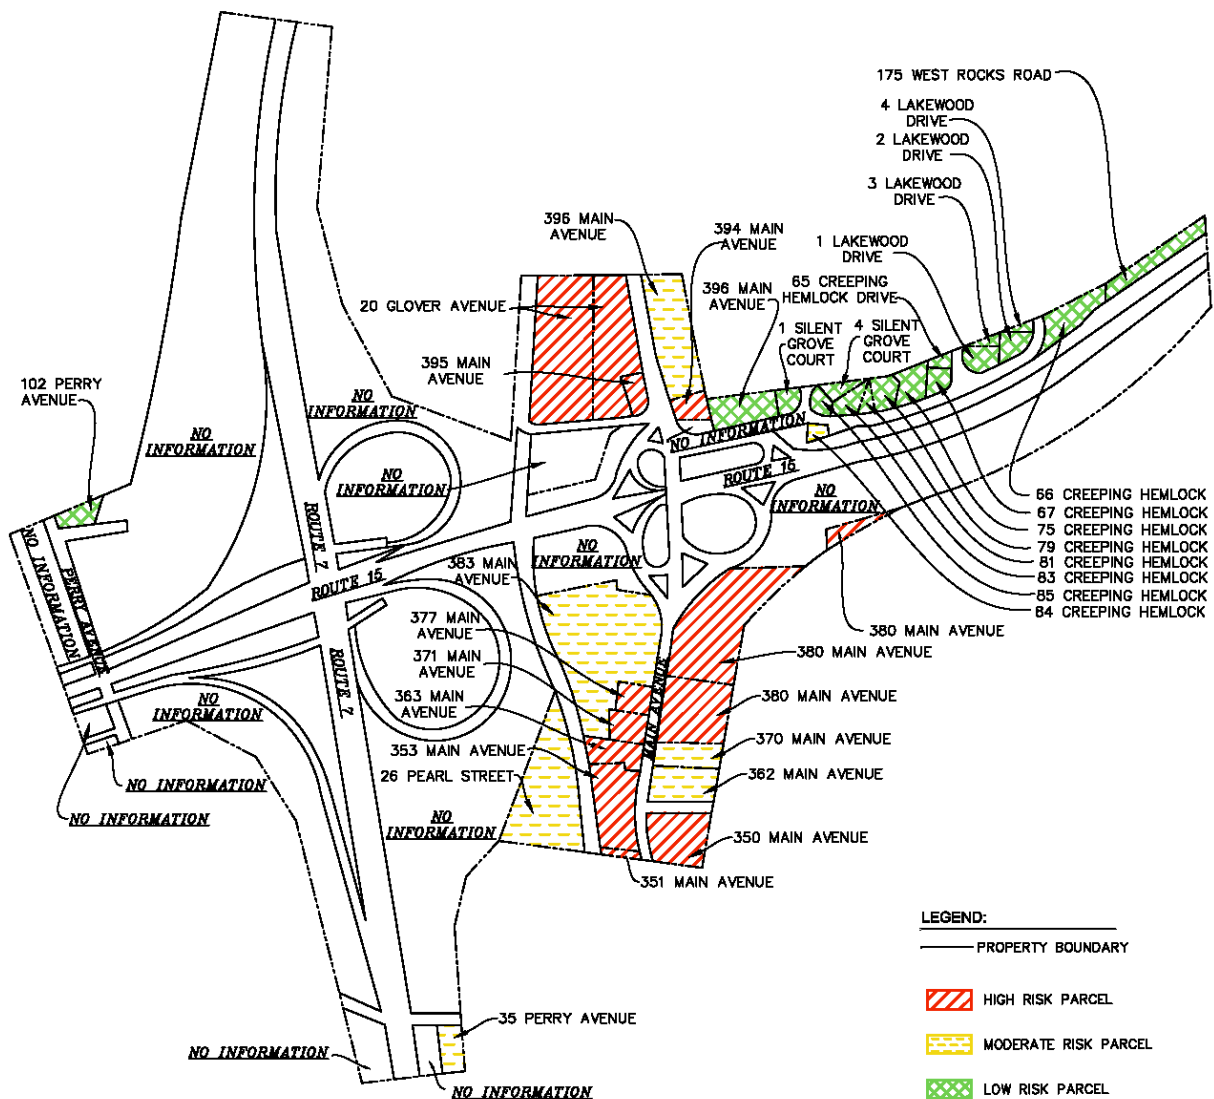 175 WEST ROCKS ROAD
4 LAKEWOOD
DRIVE
2 LAKEWOOD
DRIVE
3 LAKEWOOD
DRIVE
396 MAIN
AVENUE
394 MAIN
AVENUE
1 LAKEWOOD
DRIVE
396 MAIN
AVENUE
65 CREEPING
HEMLOCK DRIVE
20 GLOVER AVENUE
1 SILENT
GROVE
COURT
4 SILENT
GROVE
COURT
395 MAIN
AVENUE
102 PERRY
AVENUE
NO
INFORMATION
NO
INFORMATION
NO INFORMATION
ROUTE 15
NO
INFORMATION
NO
INFORMATION
66 CREEPING HEMLOCK
67 CREEPING HEMLOCK
75 CREEPING HEMLOCK
79 CREEPING HEMLOCK
81 CREEPING HEMLOCK
83 CREEPING HEMLOCK
85 CREEPING HEMLOCK
84 CREEPING HEMLOCK
NO INFORMATION
PERRY AVENUE
ROUTE 7
ROUTE 15
NO
INFORMATION
383 MAIN
AVENUE
380 MAIN AVENUE
377 MAIN
AVENUE
380 MAIN AVENUE
371 MAIN
AVENUE
ROUTE 7
MAIN AVENUE
NO
INFORMATION
363 MAIN
AVENUE
380 MAIN AVENUE
353 MAIN AVENUE
370 MAIN AVENUE
26 PEARL STREET
362 MAIN AVENUE
NO INFORMATION
NO INFORMATION
NO
INFORMATION
350 MAIN AVENUE
351 MAIN AVENUE
35 PERRY AVENUE
NO INFORMATION
NO INFORMATION
LEGEND:
PROPERTY BOUNDARY
HIGH RISK PARCEL
MODERATE RISK PARCEL
LOW RISK PARCEL